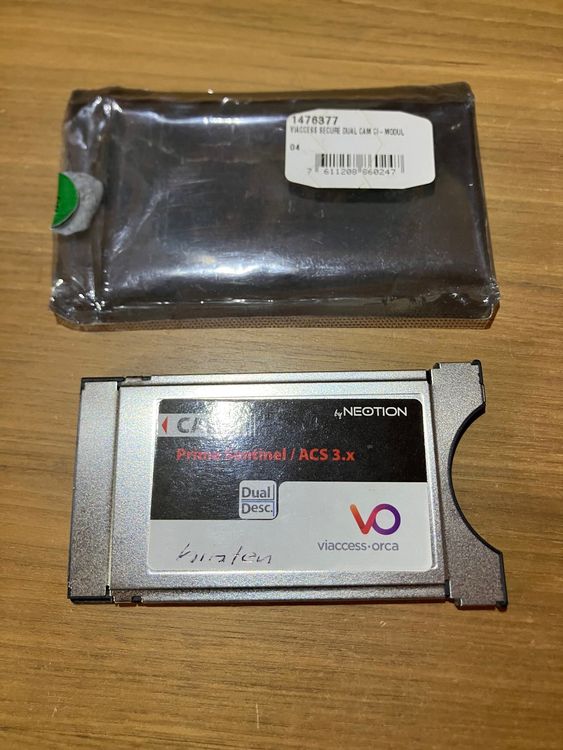 1476377
VIACCESS SECURE DUAL CAM CI - MODUL
04
7 611208 860247
by NEOTION
Prime Sentinel / ACS 3.x
Dual
Desc.
VO
viaccess·orca